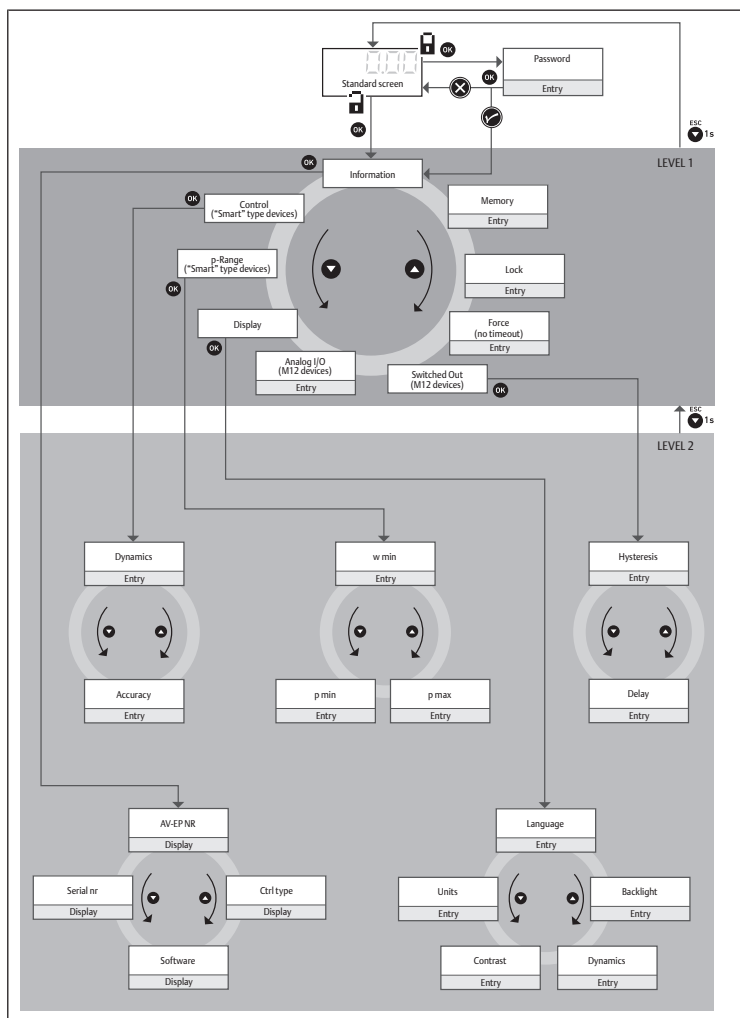 0.00
OK
Standard screen
Password
OK
Entry
OK
ESC
1s
LEVEL 1
OK
Information
OK
Control
("Smart" type devices)
Memory
Entry
p-Range
("Smart" type devices)
OK
Lock
Entry
Display
OK
Force
(no timeout)
Entry
Analog I/O
(M12 devices)
Entry
Switched Out
(M12 devices)
OK
ESC
1s
LEVEL 2
Dynamics
Entry
w min
Entry
Hysteresis
Entry
Accuracy
Entry
p min
Entry
p max
Entry
Delay
Entry
AV-EP NR
Display
Language
Entry
Serial nr
Display
Ctrl type
Display
Units
Entry
Backlight
Entry
Software
Display
Contrast
Entry
Dynamics
Entry